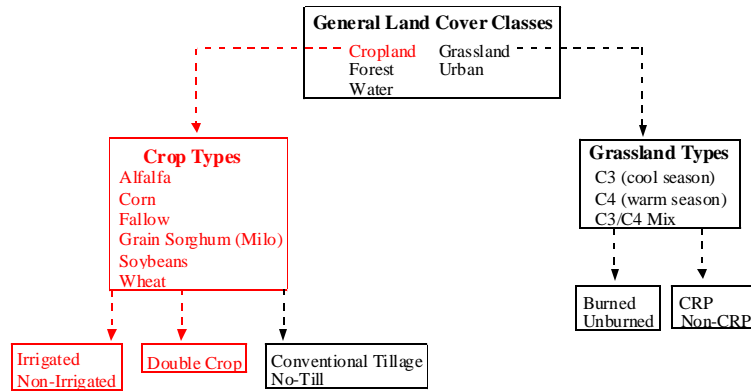 General Land Cover Classes
Cropland Grassland
Forest Urban
Water
Crop Types
Alfalfa
Corn
Fallow
Grain Sorghum (Milo)
Soybeans
Wheat
Grassland Types
C3 (cool season)
C4 (warm season)
C3/C4 Mix
Irrigated
Non-Irrigated
Double Crop
Conventional Tillage
No-Till
Burned
Unburned
CRP
Non-CRP